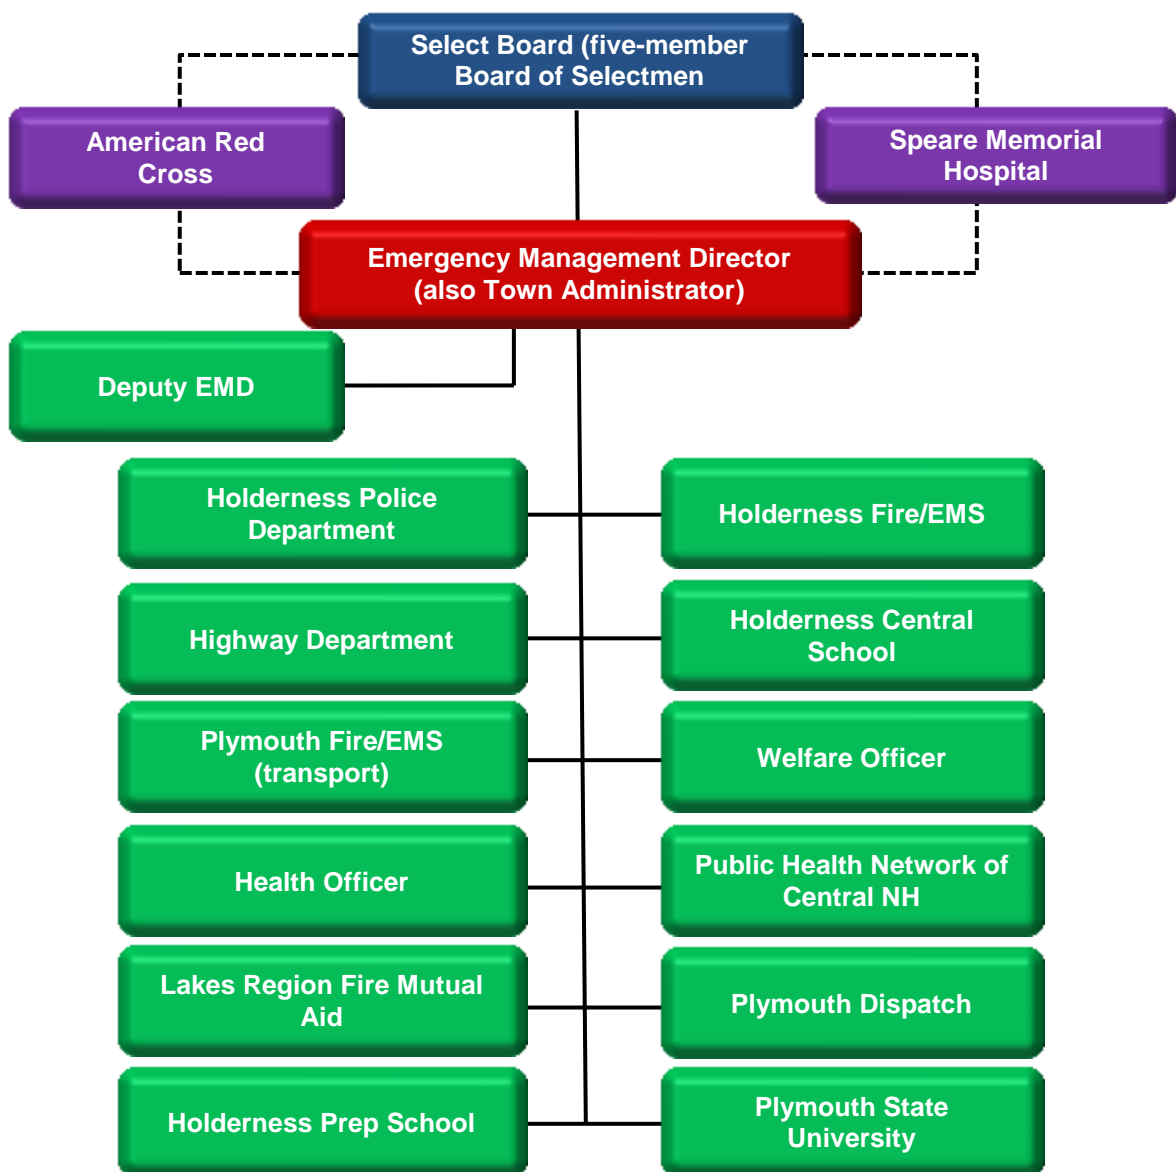 Select Board (five-member
Board of Selectmen
American Red
Cross
Speare Memorial
Hospital
Emergency Management Director
(also Town Administrator)
Deputy EMD
Holderness Police
Department
Holderness Fire/EMS
Highway Department
Holderness Central
School
Plymouth Fire/EMS
(transport)
Welfare Officer
Health Officer
Public Health Network of
Central NH
Lakes Region Fire Mutual
Aid
Plymouth Dispatch
Holderness Prep School
Plymouth State
University